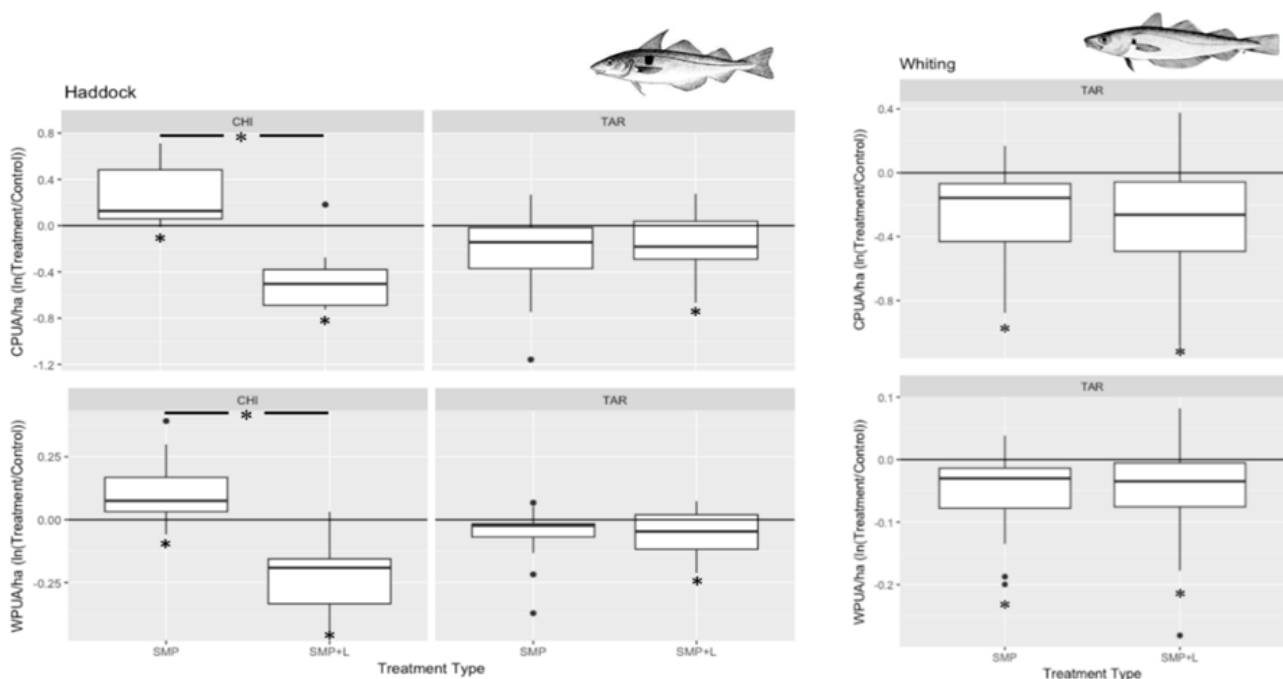 Haddock
CHI
TAR
*
0.8
0.4
0.0
-0.4
-0.8
-1.2
CPUA/ha (ln(Treatment/Control))
*
*
*
CHI
TAR
*
0.25
0.00
-0.25
WPUA/ha (ln(Treatment/Control))
*
*
*
SMP
SMP+L
SMP
SMP+L
Treatment Type
Whiting
TAR
0.4
0.0
-0.4
-0.8
CPUA/ha (ln(Treatment/Control))
*
*
TAR
0.1
0.0
-0.1
-0.2
WPUA/ha (ln(Treatment/Control))
*
*
SMP
SMP+L
Treatment Type